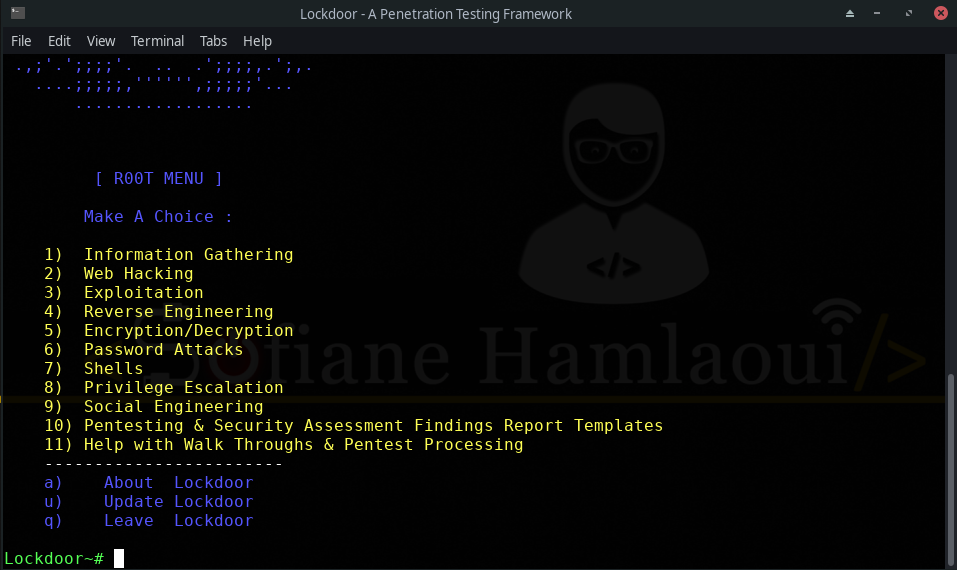 Lockdoor - A Penetration Testing Framework
File Edit View Terminal Tabs Help
.,;'.';;;;'.  ..  .';;;;,.';,.
....;;;;;,'''''',;;;;;'...
..................
[ R00T MENU ]
Make A Choice :
1) Information Gathering
2) Web Hacking
3) Exploitation
4) Reverse Engineering
5) Encryption/Decryption
6) Password Attacks
7) Shells
8) Privilege Escalation
9) Social Engineering
10) Pentesting & Security Assessment Findings Report Templates
11) Help with Walk Throughs & Pentest Processing
------------------------
a) About Lockdoor
u) Update Lockdoor
q) Leave Lockdoor
Lockdoor~#
</>
Sofiane Hamlaoui/>